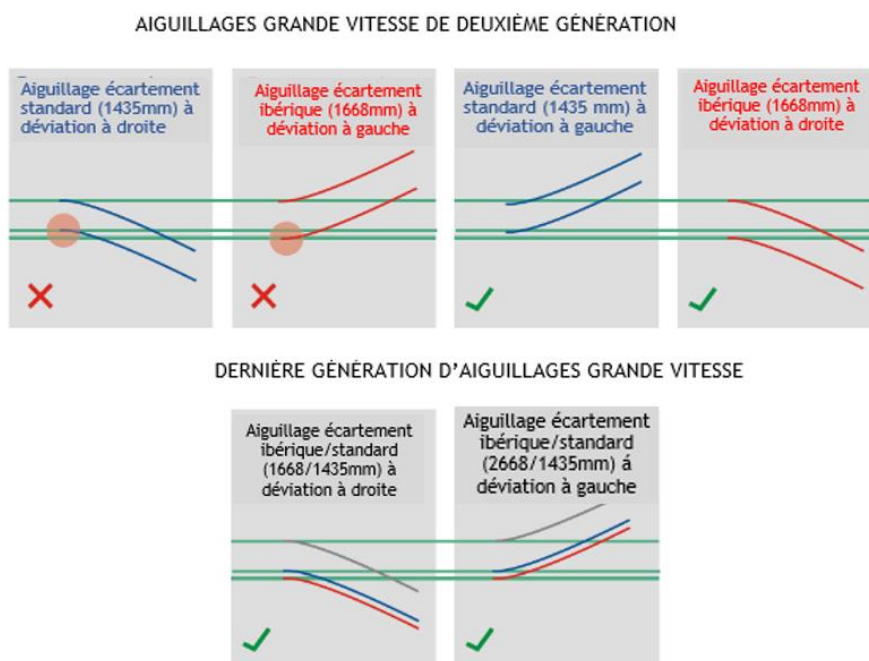 AIGUILLAGES GRANDE VITESSE DE DEUXIÈME GÉNÉRATION
Aiguillage écartement
standard (1435mm) à
déviation à droite
Aiguillage écartement
ibérique (1668mm) à
déviation à gauche
Aiguillage écartement
standard (1435 mm) à
déviation à gauche
Aiguillage écartement
ibérique (1668mm) à
déviation à droite
DERNIÈRE GÉNÉRATION D'AIGUILLAGES GRANDE VITESSE
Aiguillage écartement
ibérique/standard
(1668/1435mm) à
déviation à droite
Aiguillage écartement
ibérique/standard
(2668/1435mm) á
déviation à gauche